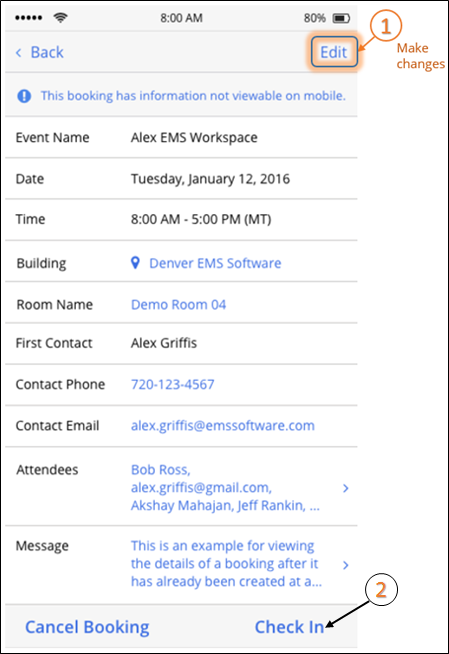 8:00 AM 80%
1
< Back Edit
Make
changes
This booking has information not viewable on mobile.
Event Name Alex EMS Workspace
Date Tuesday, January 12, 2016
Time 8:00 AM - 5:00 PM (MT)
Building Denver EMS Software
Room Name Demo Room 04
First Contact Alex Griffis
Contact Phone 720-123-4567
Contact Email alex.griffis@emssoftware.com
Attendees Bob Ross,
alex.griffis@gmail.com,
Akshay Mahajan, Jeff Rankin, ...
Message This is an example for viewing
the details of a booking after it
has already been created at a...
2
Cancel Booking Check In